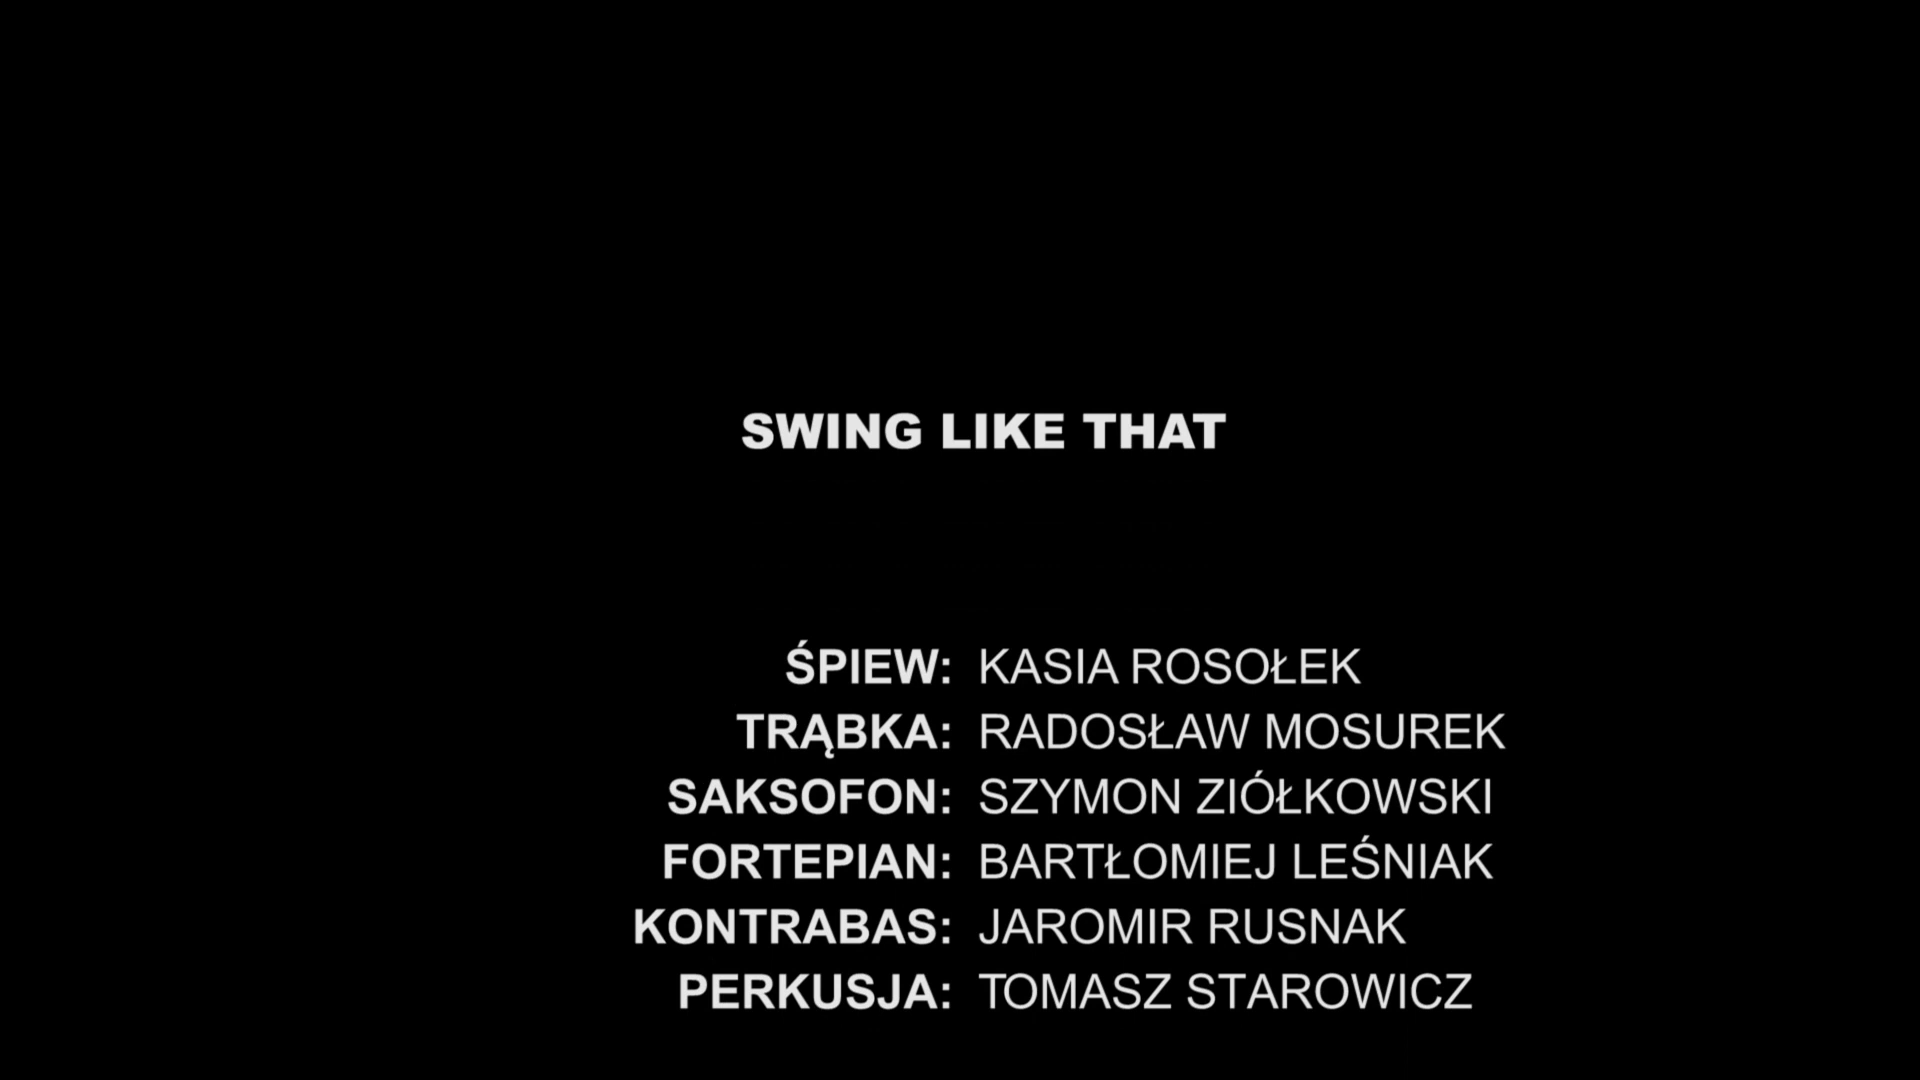 SWING LIKE THAT
ŚPIEW: KASIA ROSOŁEK
TRĄBKA: RADOSŁAW MOSUREK
SAKSOFON: SZYMON ZIÓŁKOWSKI
FORTEPIAN: BARTŁOMIEJ LEŚNIAK
KONTRABAS: JAROMIR RUSNAK
PERKUSJA: TOMASZ STAROWICZ